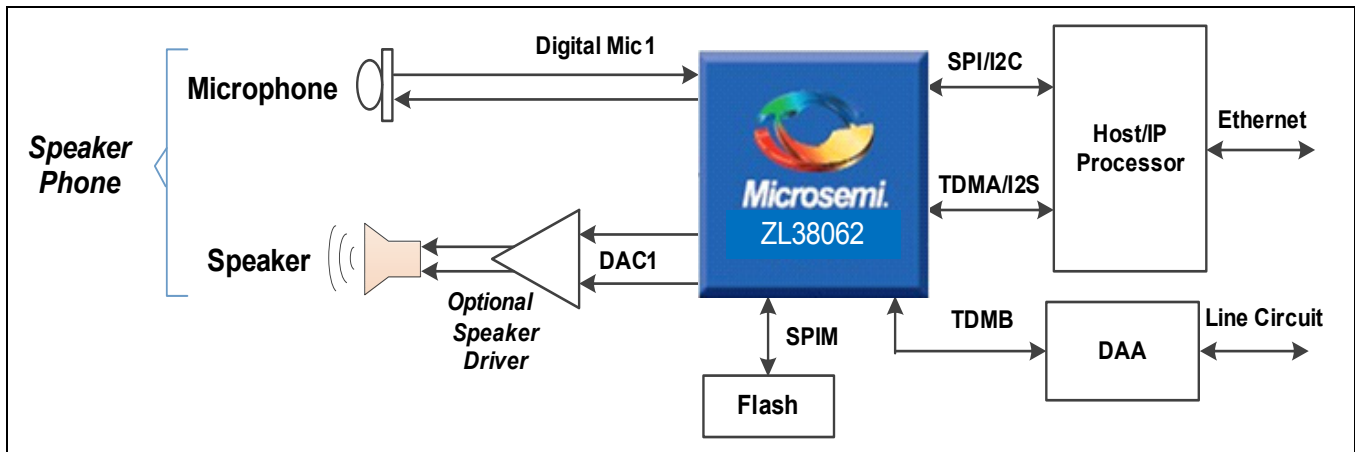 Speaker
Phone
Microphone
Digital Mic1
Speaker
Optional
Speaker
Driver
DAC1
Microsemi.
ZL38062
SPI/I2C
TDMA/I2S
Host/IP
Processor
Ethernet
SPIM
Flash
TDMB
DAA
Line Circuit